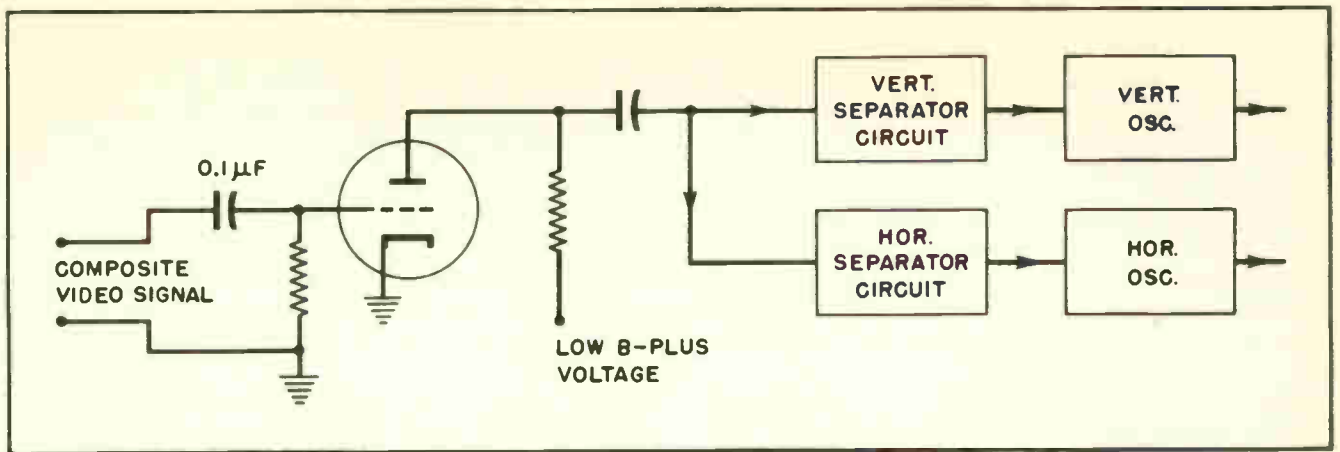 0.1μF
COMPOSITE
VIDEO SIGNAL
LOW B-PLUS
VOLTAGE
VERT.
SEPARATOR
CIRCUIT
VERT.
OSC.
HOR.
SEPARATOR
CIRCUIT
HOR.
OSC.